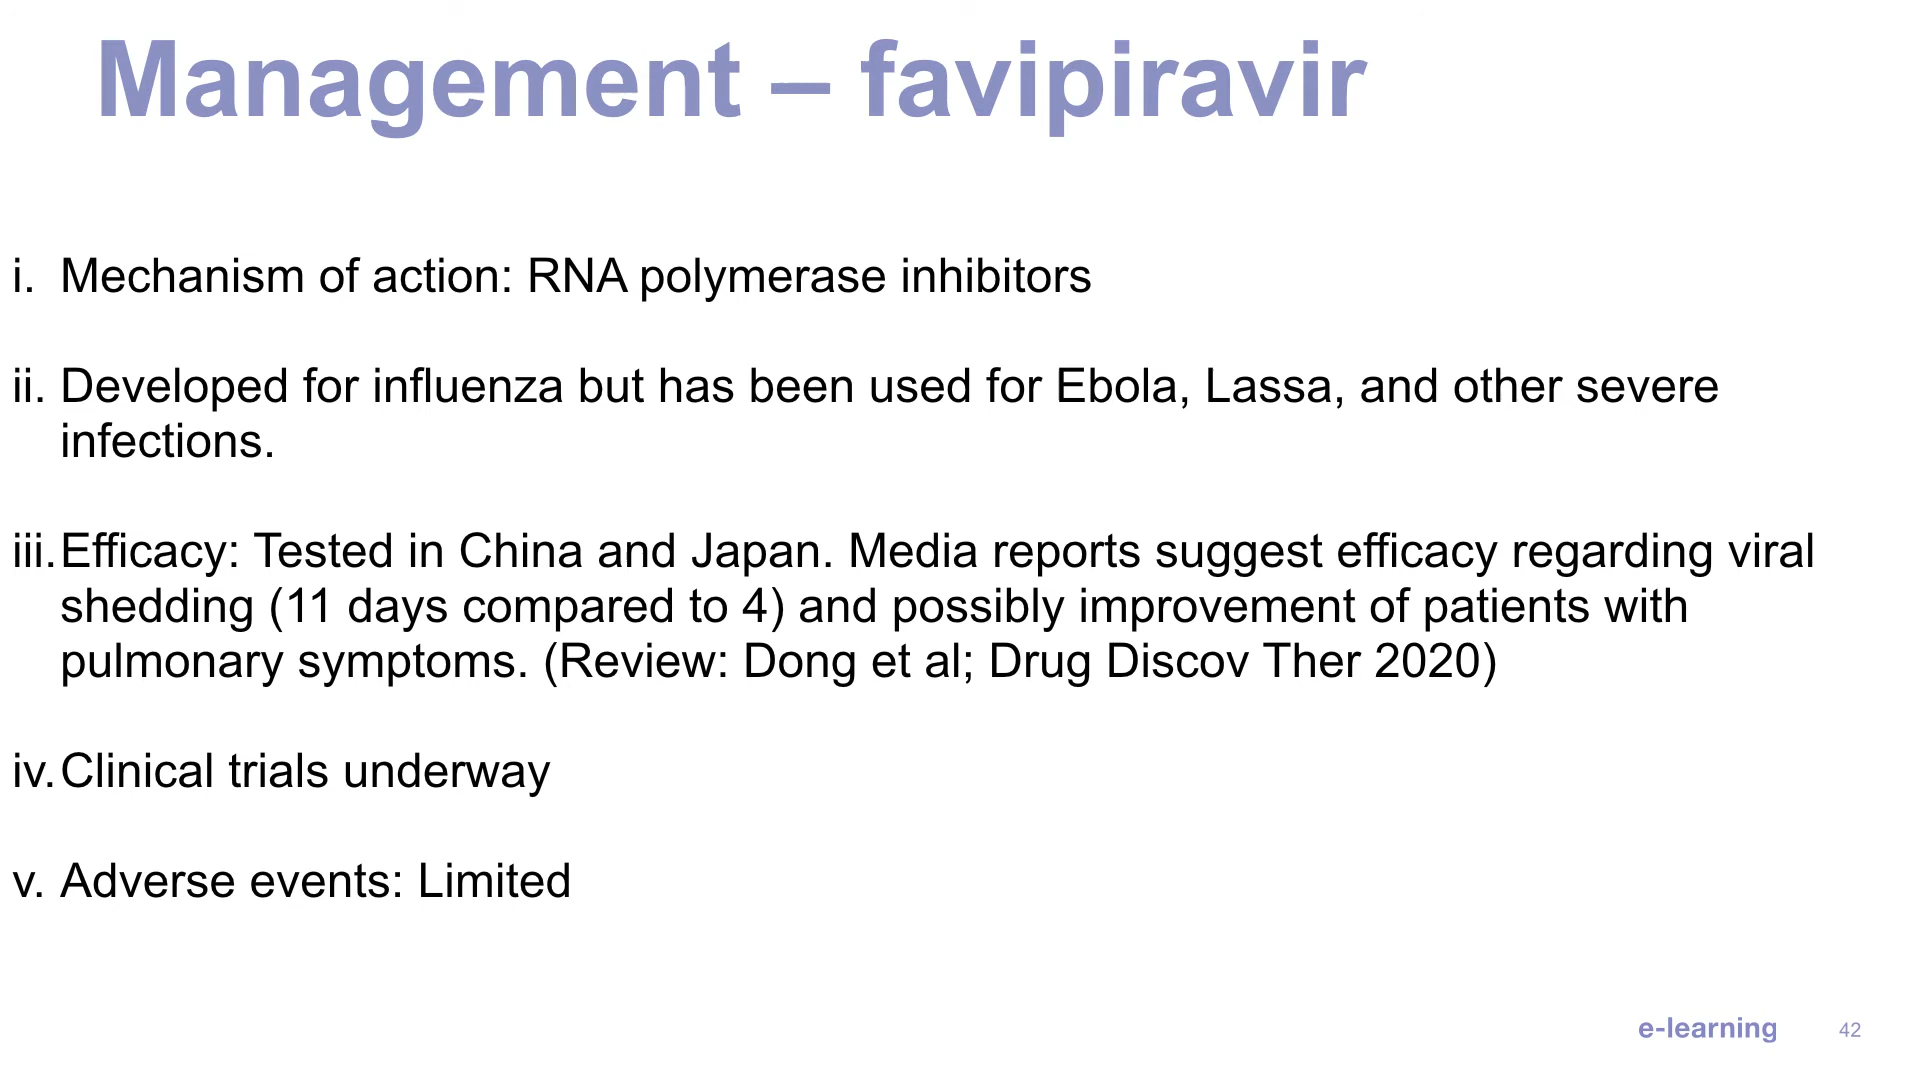 Management – favipiravir
i. Mechanism of action: RNA polymerase inhibitors
ii. Developed for influenza but has been used for Ebola, Lassa, and other severe
infections.
iii. Efficacy: Tested in China and Japan. Media reports suggest efficacy regarding viral
shedding (11 days compared to 4) and possibly improvement of patients with
pulmonary symptoms. (Review: Dong et al; Drug Discov Ther 2020)
iv. Clinical trials underway
v. Adverse events: Limited
e-learning 42